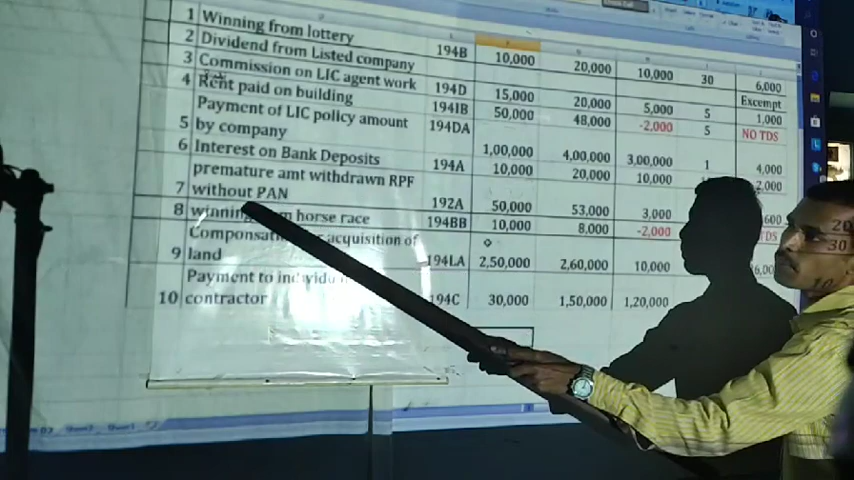 1 Winning from lottery 194B 10,000 20,000 10,000 30 6,000
2 Dividend from Listed company Excempt
3 Commission on LIC agent work 194D 15,000 20,000 5,000 5 1,000
4 Rent paid on building 194IB 50,000 48,000 -2,000 5 NO TDS
Payment of LIC policy amount 194DA
5 by company 1,00,000 4,00,000 3,00,000 1 4,000
6 Interest on Bank Deposits 194A 10,000 20,000 10,000 2,000
premature amt withdrawn RPF
7 without PAN 192A 50,000 53,000 3,000 600
8 horse race 194BB 10,000 8,000 -2,000
acquisition of
9 land 194LA 2,50,000 2,60,000 10,000
Payment to
10 contractor 194C 30,000 1,50,000 1,20,000
20
30